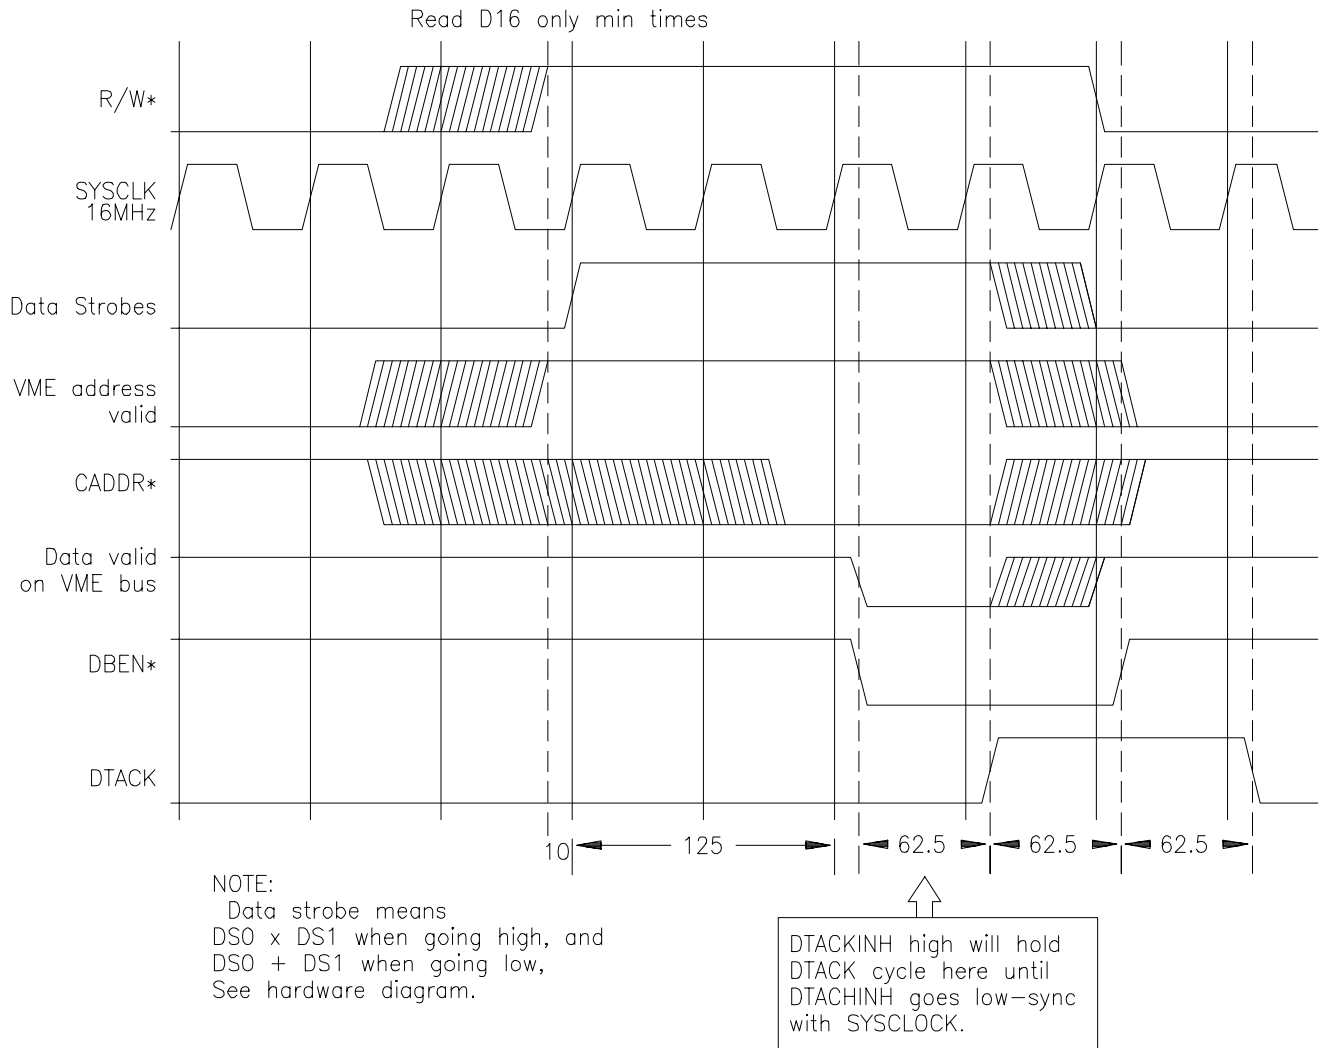 Read D16 only min times
R/W*
SYSCLK
16MHz
Data Strobes
VME address
valid
CADDR*
Data valid
on VME bus
DBEN*
DTACK
10
125
62.5
62.5
62.5
NOTE:
Data strobe means
DS0 x DS1 when going high, and
DS0 + DS1 when going low,
See hardware diagram.
DTACKINH high will hold
DTACK cycle here until
DTACHINH goes low-sync
with SYSCLOCK.